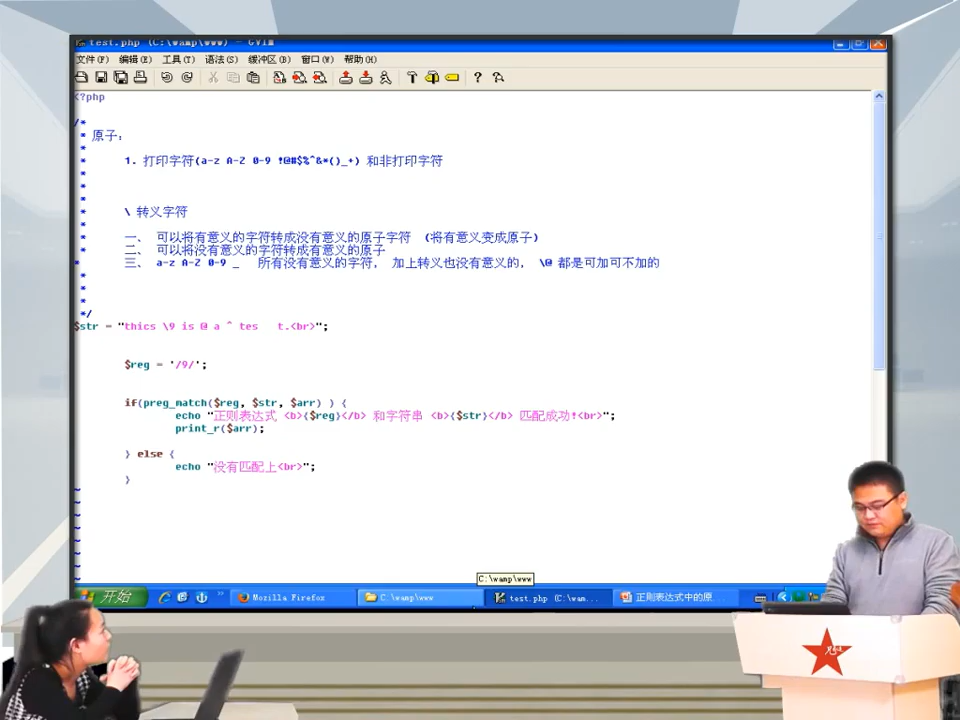 test.php (C:\wamp\www) - GVIM
文件(F) 编辑(E) 工具(T) 语法(S) 缓冲区(B) 窗口(W) 帮助(H)
<?php
/*
* 原子:
*
* 1. 打印字符(a-z A-Z 0-9 !@#$%^&*()_+) 和非打印字符
*
*
*
* \ 转义字符
*
* 一、 可以将有意义的字符转成没有意义的原子字符 (将有意义变成原子)
* 二、 可以将没有意义的字符转成有意义的原子
* 三、 a-z A-Z 0-9 _ 所有没有意义的字符, 加上转义也没有意义的, \@ 都是可加可不加的
*
*
*
*/
$str = "thics \9 is @ a ^ tes t.<br>";
$reg = '/9/';
if(preg_match($reg, $str, $arr) ) {
echo "正则表达式 <b>{$reg}</b> 和字符串 <b>{$str}</b> 匹配成功!<br>";
print_r($arr);
} else {
echo "没有匹配上<br>";
}
~
~
~
~
~
~
~
~
C:\wamp\www
开始 Mozilla Firefox C:\wamp\www test.php (C:\wam... 正则表达式中的原...